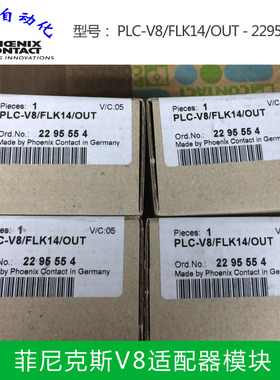 自动化
PHOENIX
CONTACT
型号： PLC-V8/FLK14/OUT - 2295
Pieces: 1
V/C:05
PLC-V8/FLK14/OUT
Ord.No.: 22 95 55 4
Made by Phoenix Contact in Germany
Pieces: 1
V/C:05
PLC-V8/FLK14/OUT
Ord.No.: 22 95 55 4
Made by Phoenix Contact in Germany
Pieces: 1
LC-V8/FLK14/OUT
d.No.: 22 95 55 4
ade by Phoenix Contact in Germany
Pieces: 1
V/C:
PLC-V8/FLK14/OUT
Ord.No.: 22 95 55 4
Made by Phoenix Contact in Germany
菲尼克斯V8适配器模块